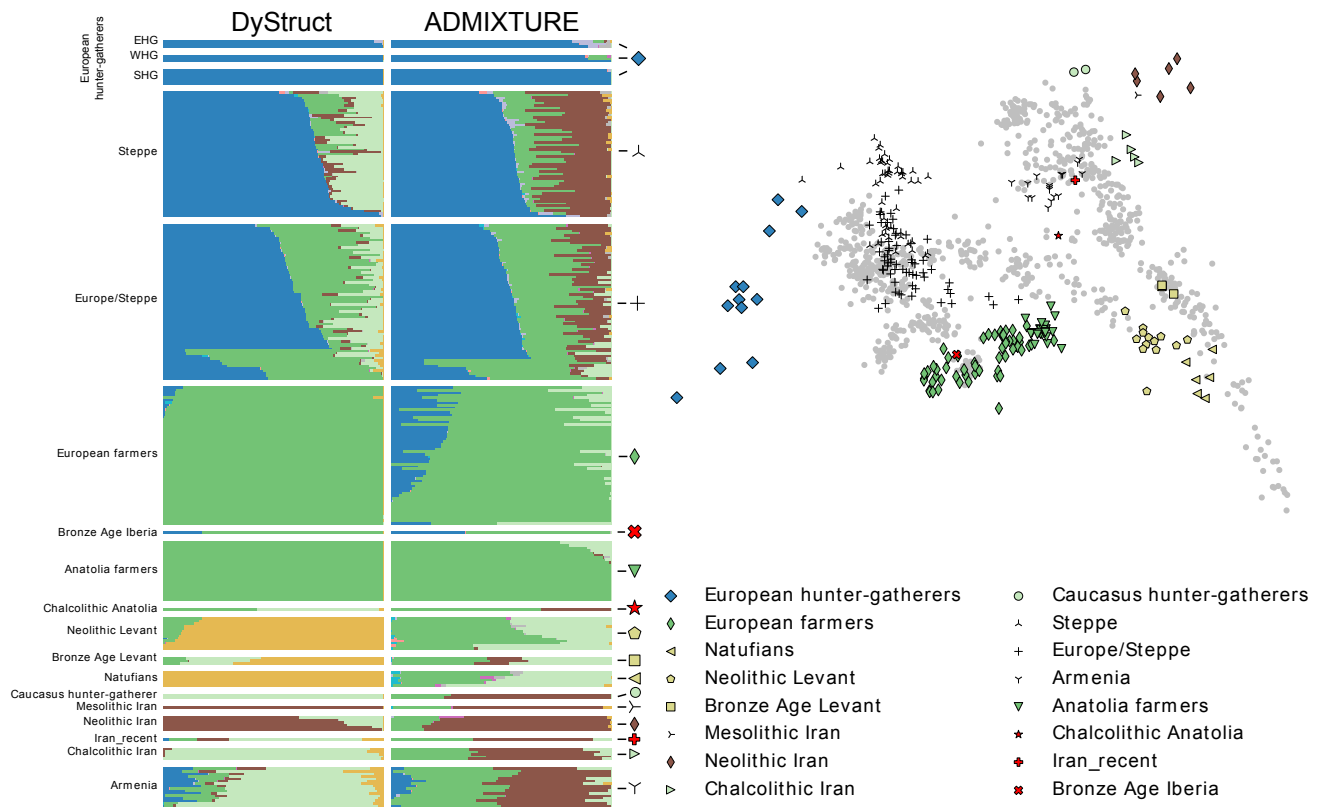 DyStruct ADMIXTURE
European
hunter-gatherers
EHG
WHG
SHG
Steppe
Europe/Steppe
European farmers
Bronze Age Iberia
Anatolia farmers
Chalcolithic Anatolia
Neolithic Levant
Bronze Age Levant
Natufians
Caucasus hunter-gatherer
Mesolithic Iran
Neolithic Iran
Iran_recent
Chalcolithic Iran
Armenia
European hunter-gatherers
European farmers
Natufians
Neolithic Levant
Bronze Age Levant
Mesolithic Iran
Neolithic Iran
Chalcolithic Iran
Caucasus hunter-gatherers
Steppe
Europe/Steppe
Armenia
Anatolia farmers
Chalcolithic Anatolia
Iran_recent
Bronze Age Iberia